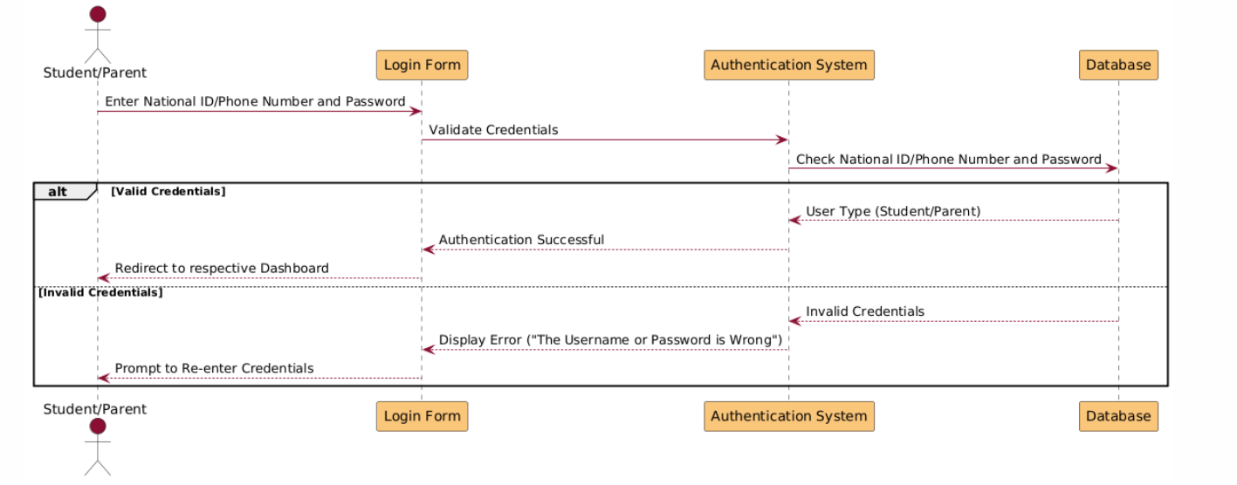 Student/Parent
Login Form
Authentication System
Database
Enter National ID/Phone Number and Password
Validate Credentials
Check National ID/Phone Number and Password
alt
[Valid Credentials]
User Type (Student/Parent)
Authentication Successful
Redirect to respective Dashboard
[Invalid Credentials]
Invalid Credentials
Display Error ("The Username or Password is Wrong")
Prompt to Re-enter Credentials
Student/Parent
Login Form
Authentication System
Database